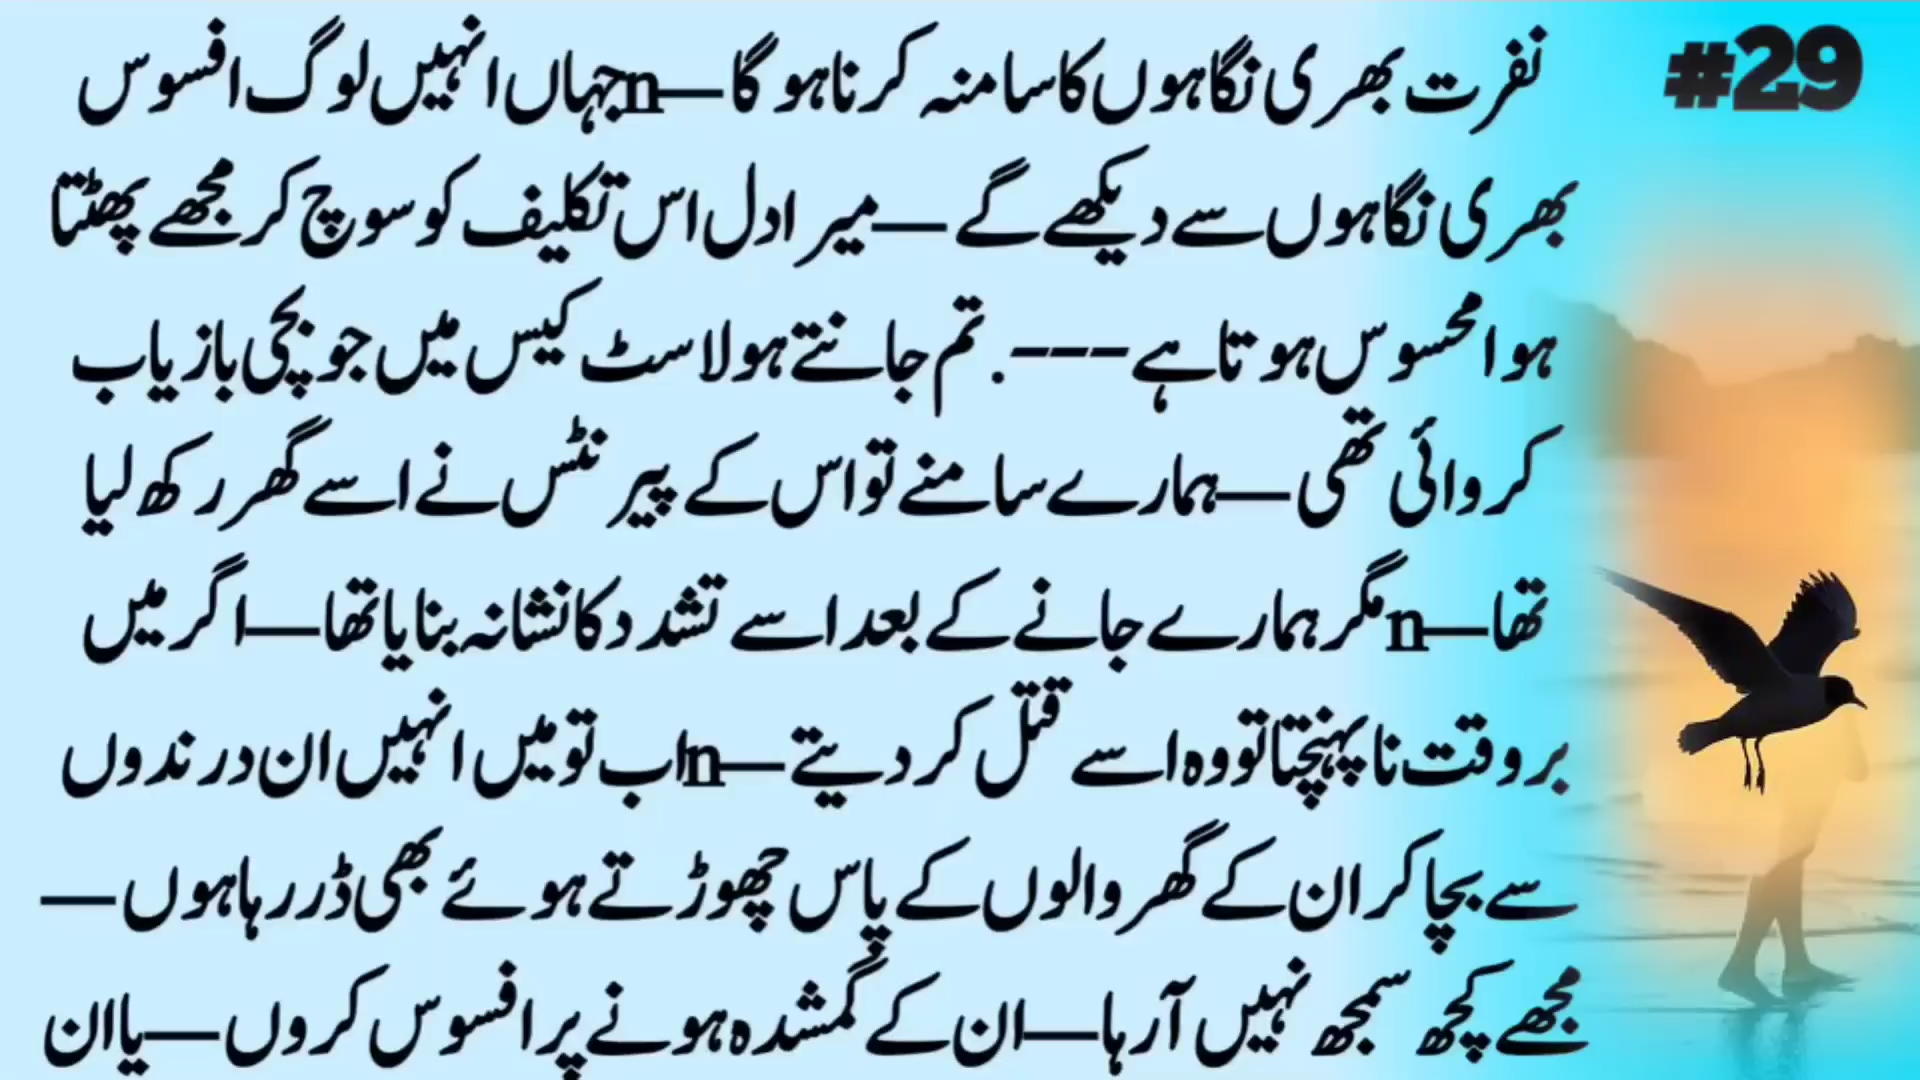 #29
نفرت بھری نگاہوں کا سامنہ کرنا ہو گا—nجہاں انہیں لوگ افسوس
بھری نگاہوں سے دیکھے گے—میرا دل اس تکلیف کو سوچ کر مجھے پھٹتا
ہوا محسوس ہوتا ہے---. تم جانتے ہو لاسٹ کیس میں جو بچی بازیاب
کروائی تھی—ہمارے سامنے تو اس کے پیرنٹس نے اسے گھر رکھ لیا
تھا—nمگر ہمارے جانے کے بعد اسے تشدد کا نشانہ بنایا تھا—اگر میں
بر وقت نا پہنچتا تو وہ اسے قتل کر دیتے—nاب تو میں انہیں ان درندوں
سے بچا کر ان کے گھر والوں کے پاس چھوڑتے ہوئے بھی ڈر رہا ہوں—
مجھے کچھ سمجھ نہیں آرہا—ان کے گمشدہ ہونے پر افسوس کروں—یا ان